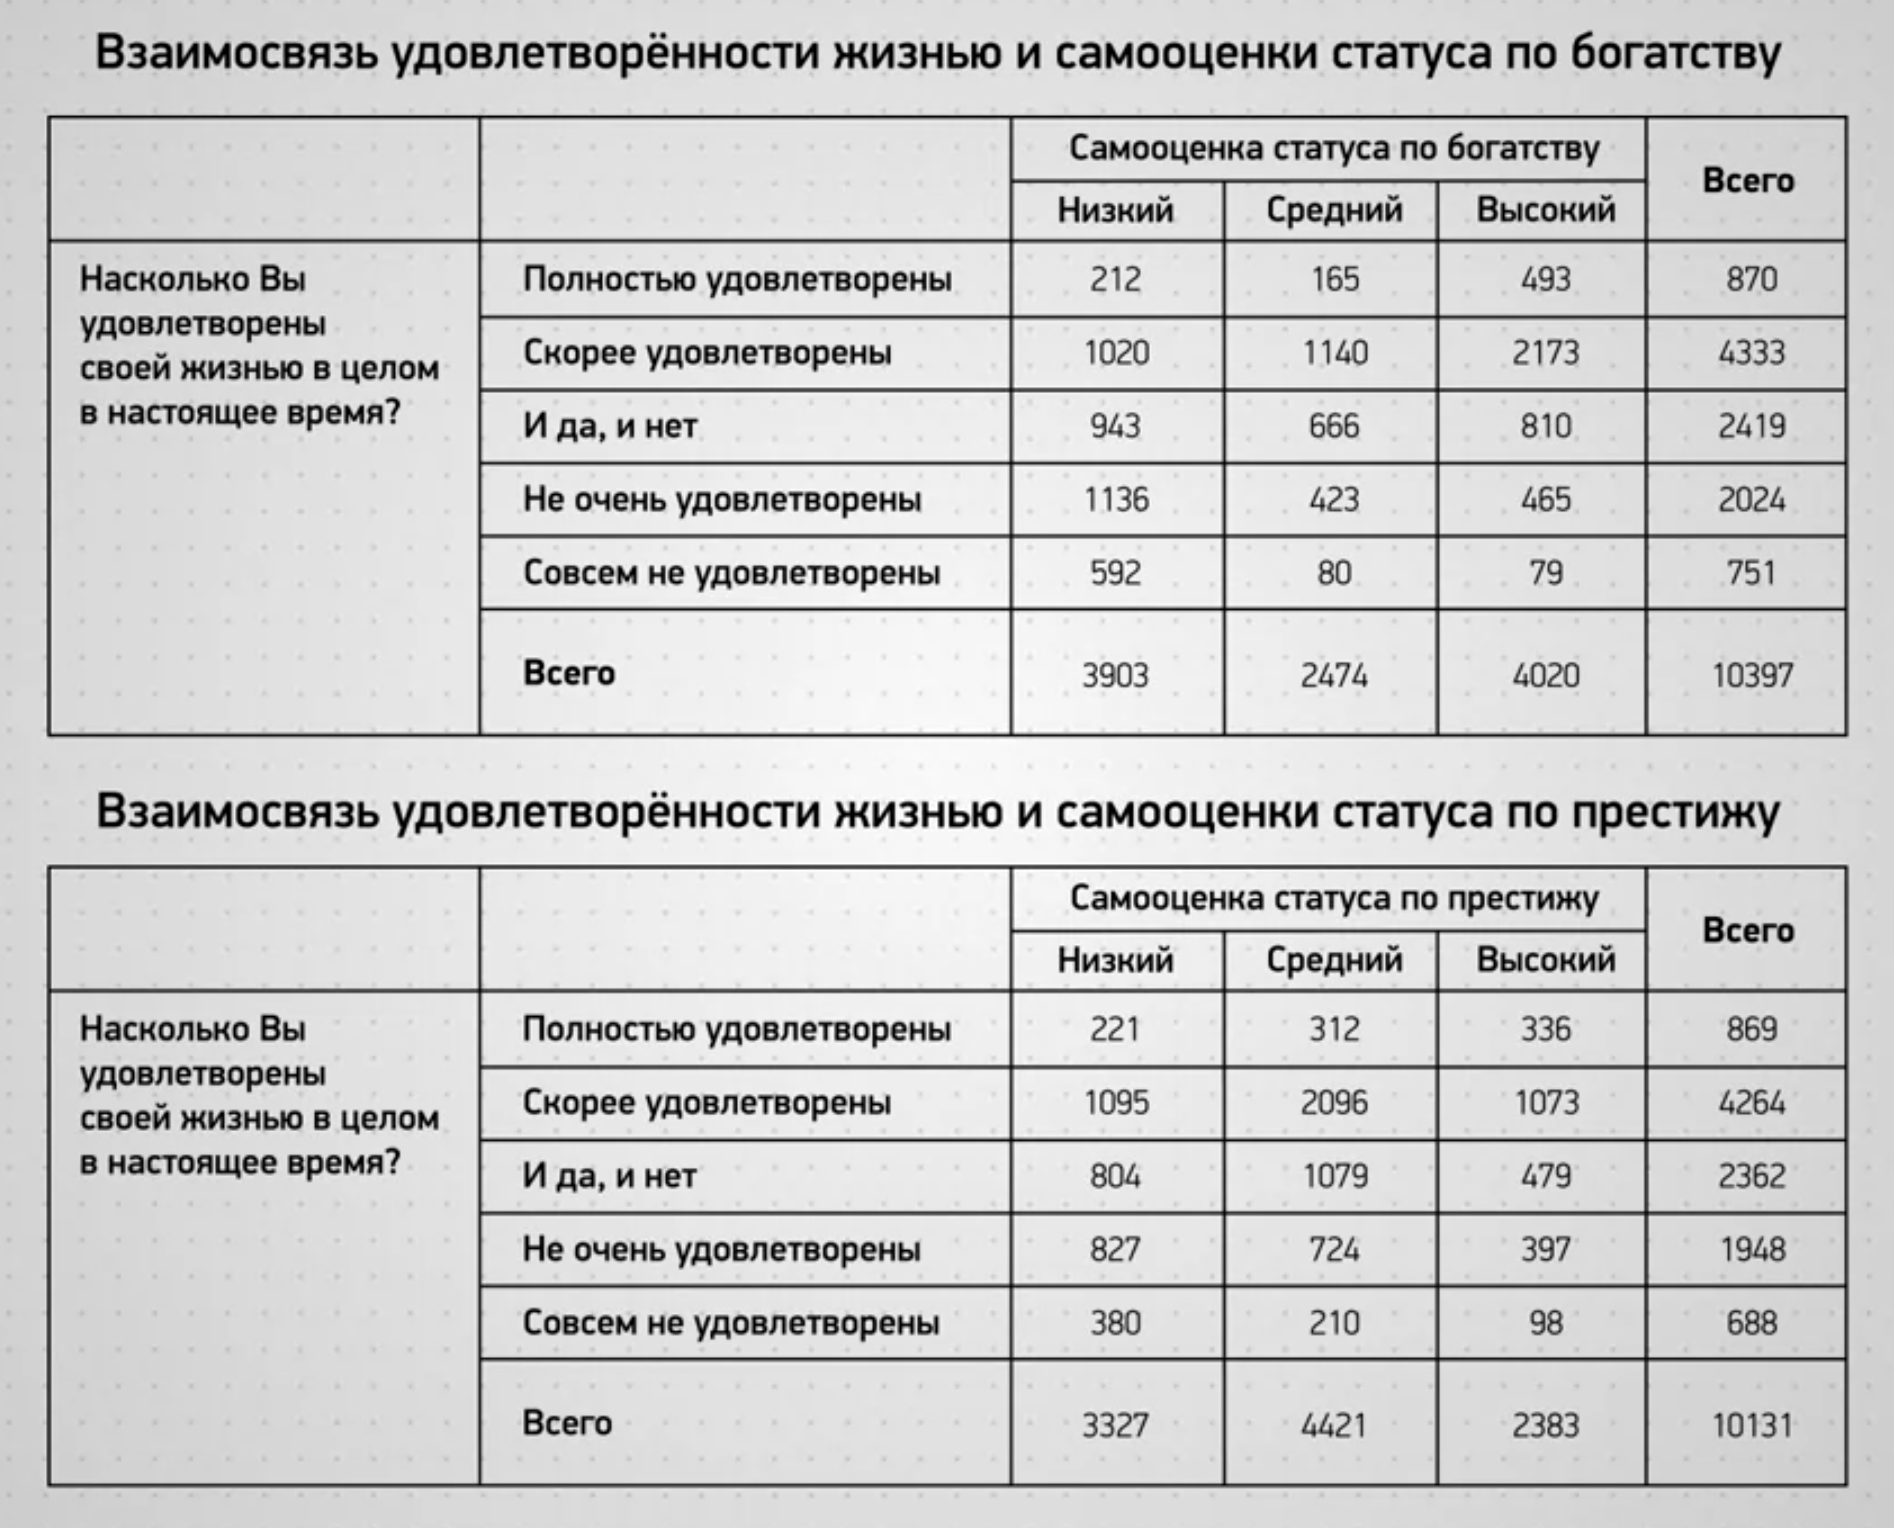 Взаимосвязь удовлетворённости жизнью и самооценки статуса по богатству
Самооценка статуса по богатству
Всего
Низкий Средний Высокий
Насколько Вы
удовлетворены
своей жизнью в целом
в настоящее время?
Полностью удовлетворены 212 165 493 870
Скорее удовлетворены 1020 1140 2173 4333
И да, и нет 943 666 810 2419
Не очень удовлетворены 1136 423 465 2024
Совсем не удовлетворены 592 80 79 751
Всего 3903 2474 4020 10397
Взаимосвязь удовлетворённости жизнью и самооценки статуса по престижу
Самооценка статуса по престижу
Всего
Низкий Средний Высокий
Насколько Вы
удовлетворены
своей жизнью в целом
в настоящее время?
Полностью удовлетворены 221 312 336 869
Скорее удовлетворены 1095 2096 1073 4264
И да, и нет 804 1079 479 2362
Не очень удовлетворены 827 724 397 1948
Совсем не удовлетворены 380 210 98 688
Всего 3327 4421 2383 10131